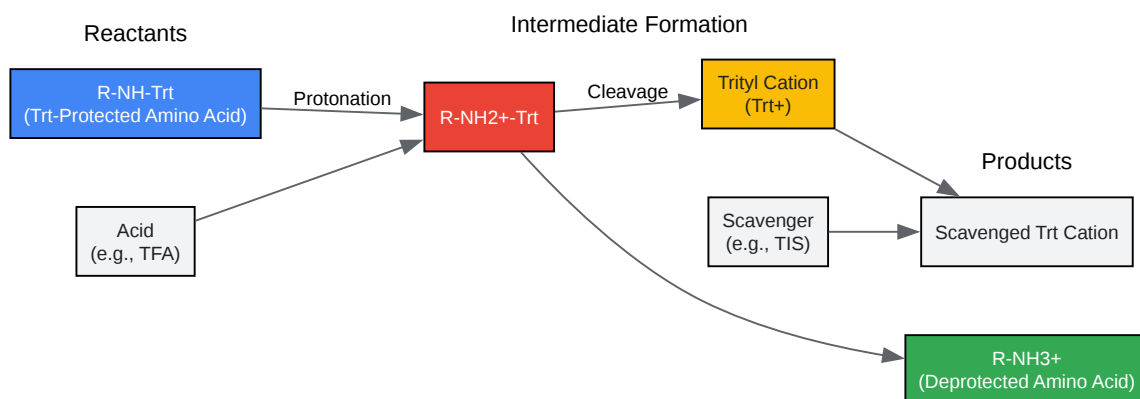 Reactants
Intermediate Formation
R-NH-Trt
(Trt-Protected Amino Acid)
Protonation
R-NH2+-Trt
Cleavage
Trityl Cation
(Trt+)
Products
Acid
(e.g., TFA)
Scavenger
(e.g., TIS)
Scavenged Trt Cation
R-NH3+
(Deprotected Amino Acid)